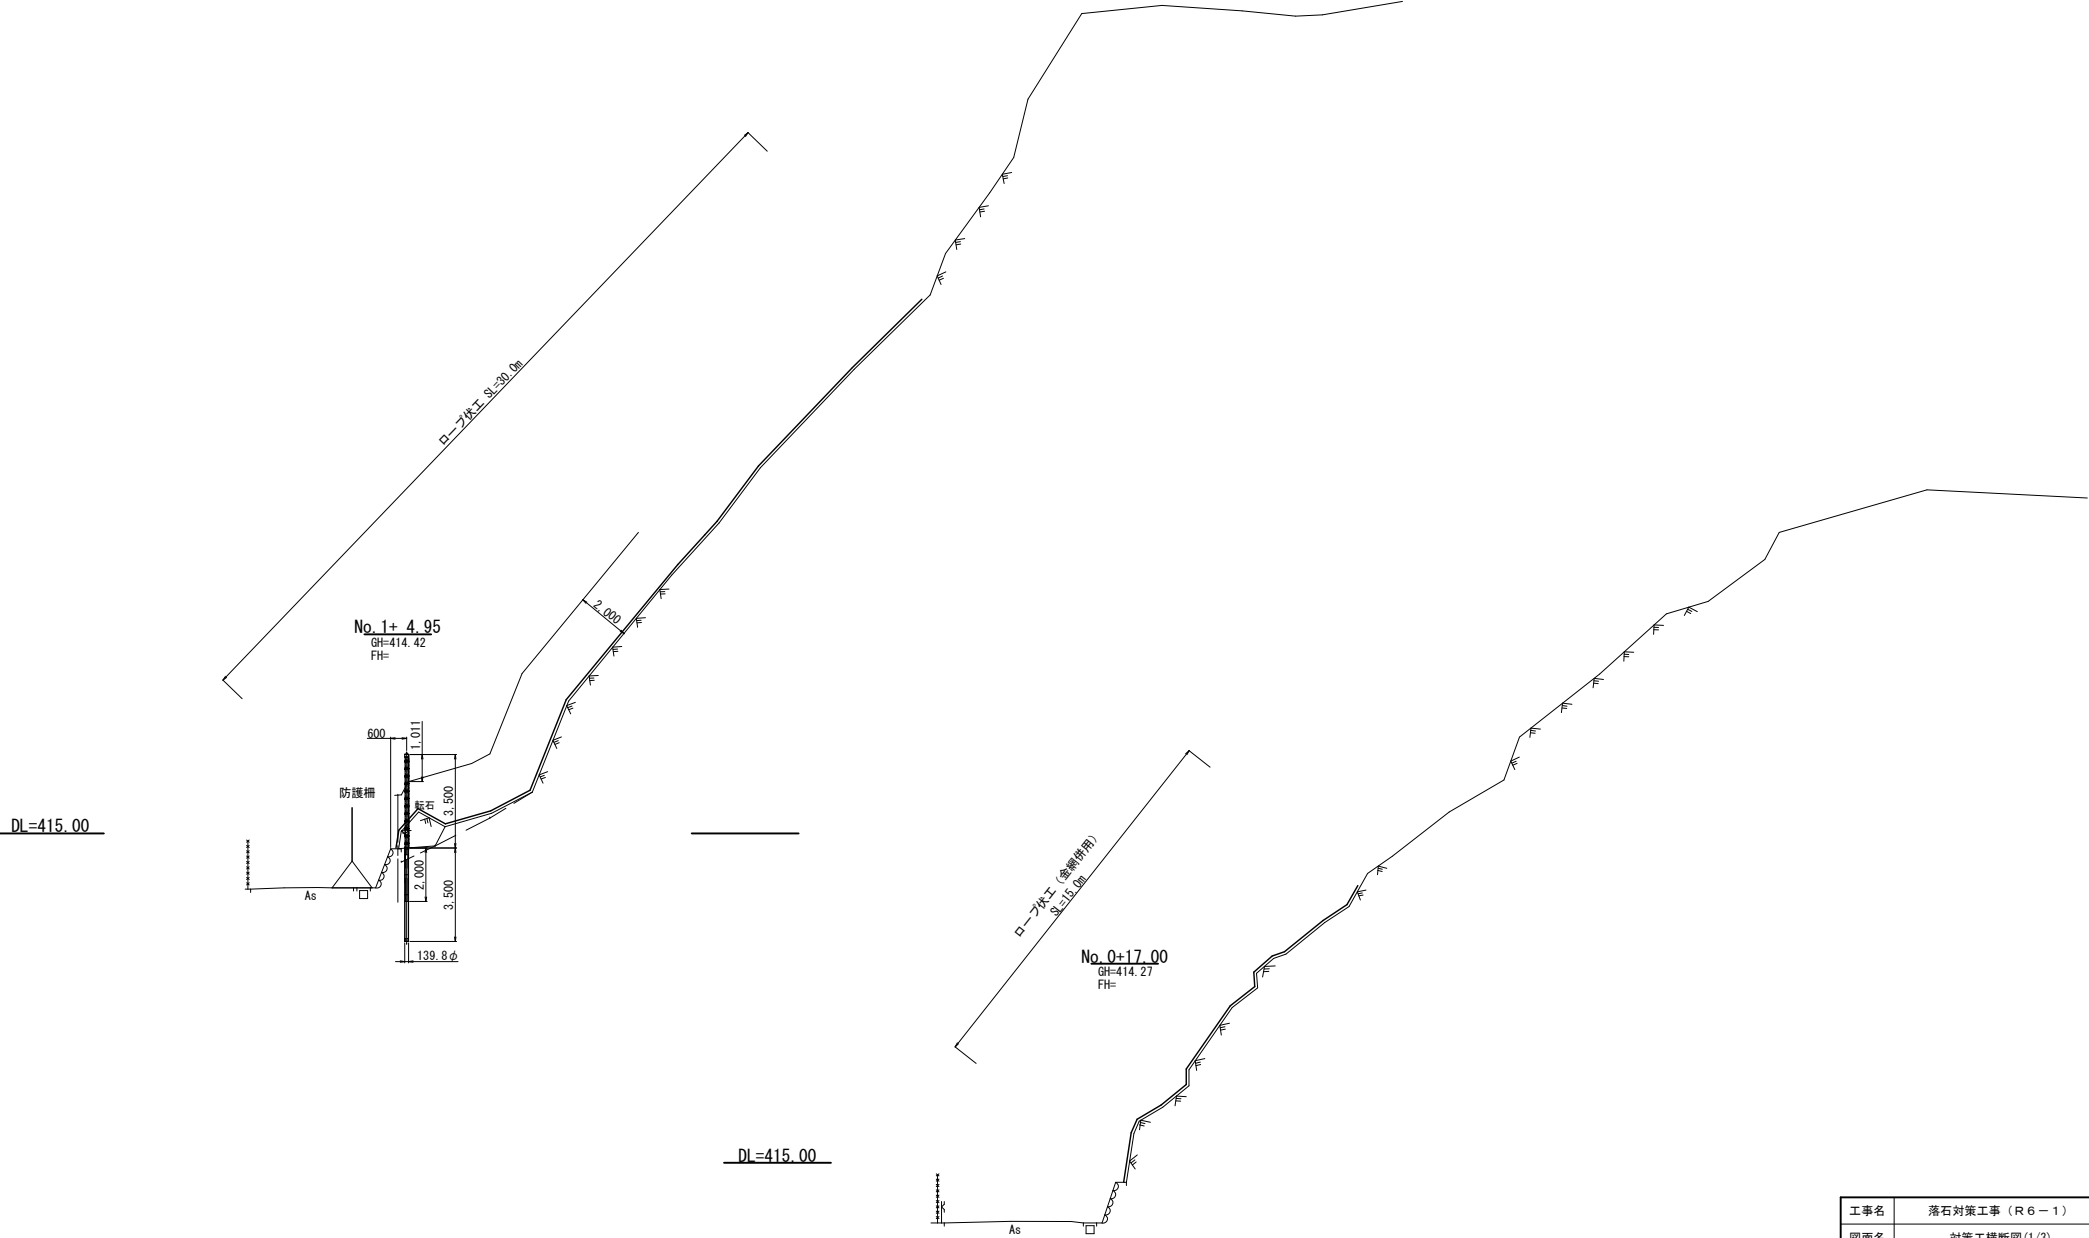 ロープ伏工 SL=30.0m
2,000
No.1+ 4.95
GH=414.42
FH=
600
1,011
防護柵
転石
3,500
DL=415.00
2,000
3,500
As
139.8φ
ロープ伏工（金網併用）
SL=15.0m
No.0+17.00
GH=414.27
FH=
DL=415.00
As
工事名 落石対策工事（Ｒ６－１）
図面名 対策工横断図(1/3)